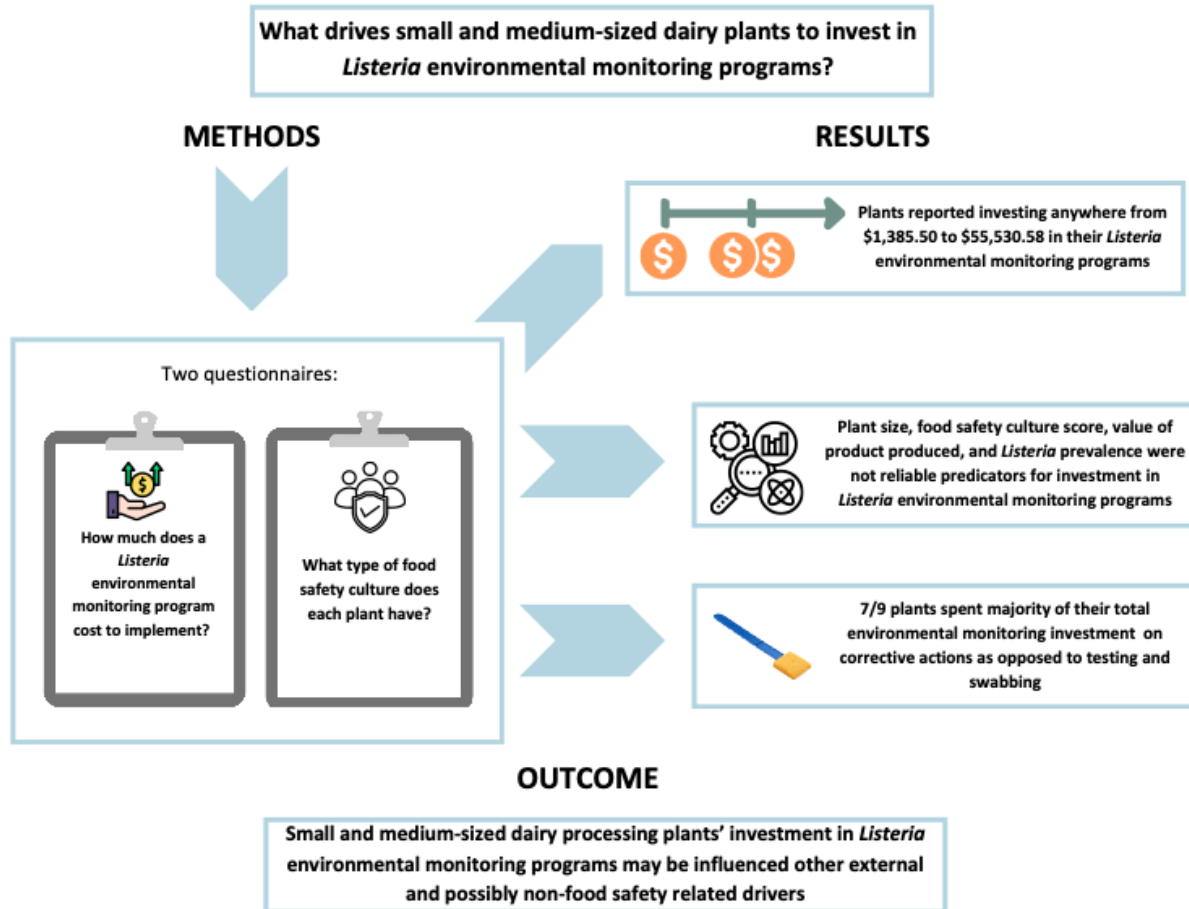 What drives small and medium-sized dairy plants to invest in
Listeria environmental monitoring programs?
METHODS
RESULTS
Plants reported investing anywhere from
$1,385.50 to $55,530.58 in their Listeria
environmental monitoring programs
$
$
$
Two questionnaires:
$
How much does a
Listeria
environmental
monitoring program
cost to implement?
What type of food
safety culture does
each plant have?
Plant size, food safety culture score, value of
product produced, and Listeria prevalence were
not reliable predicators for investment in
Listeria environmental monitoring programs
7/9 plants spent majority of their total
environmental monitoring investment on
corrective actions as opposed to testing and
swabbing
OUTCOME
Small and medium-sized dairy processing plants’ investment in Listeria
environmental monitoring programs may be influenced other external
and possibly non-food safety related drivers